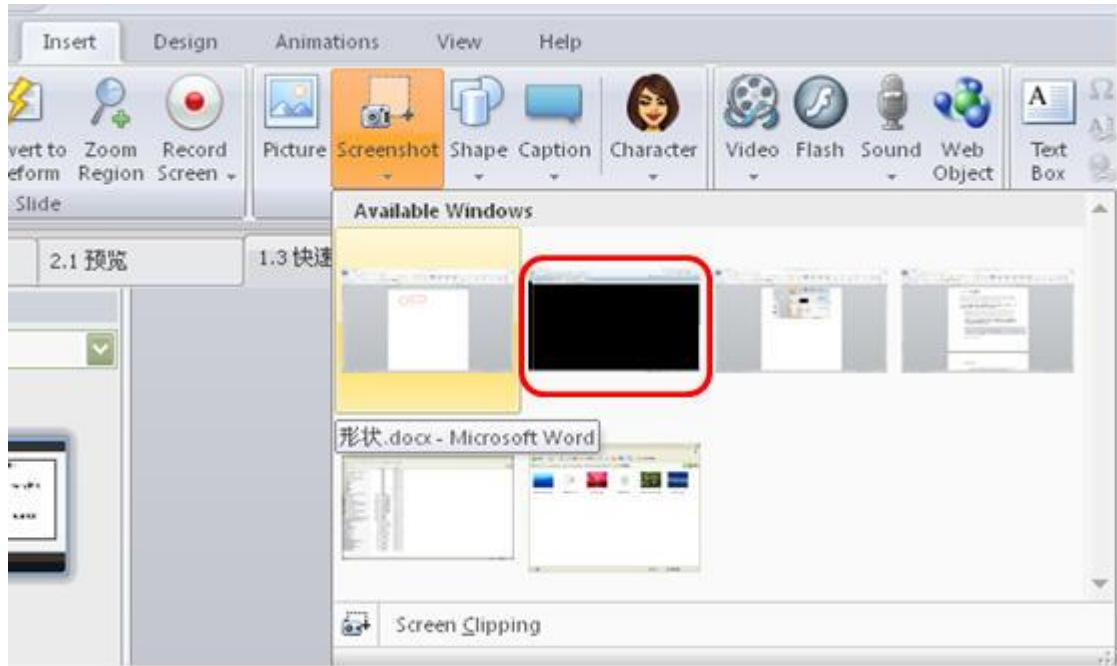 Insert Design Animations View Help
vert to Zoom Record Picture Screenshot Shape Caption Character Video Flash Sound Web Text
eform Region Screen Object Box
Slide
Available Windows
2.1 预览 1.3 快速
形状.docx - Microsoft Word
Screen Clipping